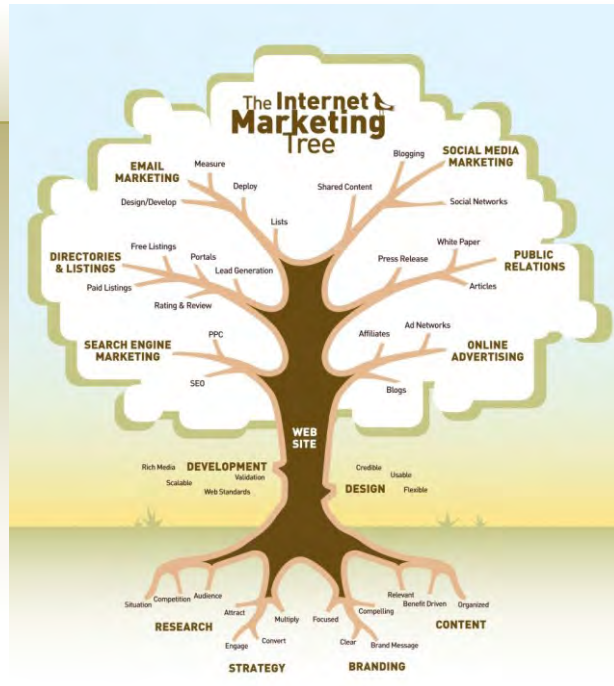 The Internet
Marketing
Tree
EMAIL
MARKETING
Measure
Deploy
Design/Develop
Lists
Blogging
SOCIAL MEDIA
MARKETING
Shared Content
Social Networks
DIRECTORIES
& LISTINGS
Free Listings
Portals
Lead Generation
Paid Listings
Rating & Review
White Paper
Press Release
PUBLIC
RELATIONS
Articles
SEARCH ENGINE
MARKETING
PPC
SEO
Affiliates
Ad Networks
ONLINE
ADVERTISING
Blogs
WEB
SITE
Rich Media
DEVELOPMENT
Validation
Scalable
Web Standards
Credible
Usable
DESIGN
Flexible
Situation
Competition
Audience
RESEARCH
Attract
Multiply
Engage
Convert
STRATEGY
Focused
Compelling
Clear
Brand Message
BRANDING
Relevant
Benefit Driven
Organized
CONTENT